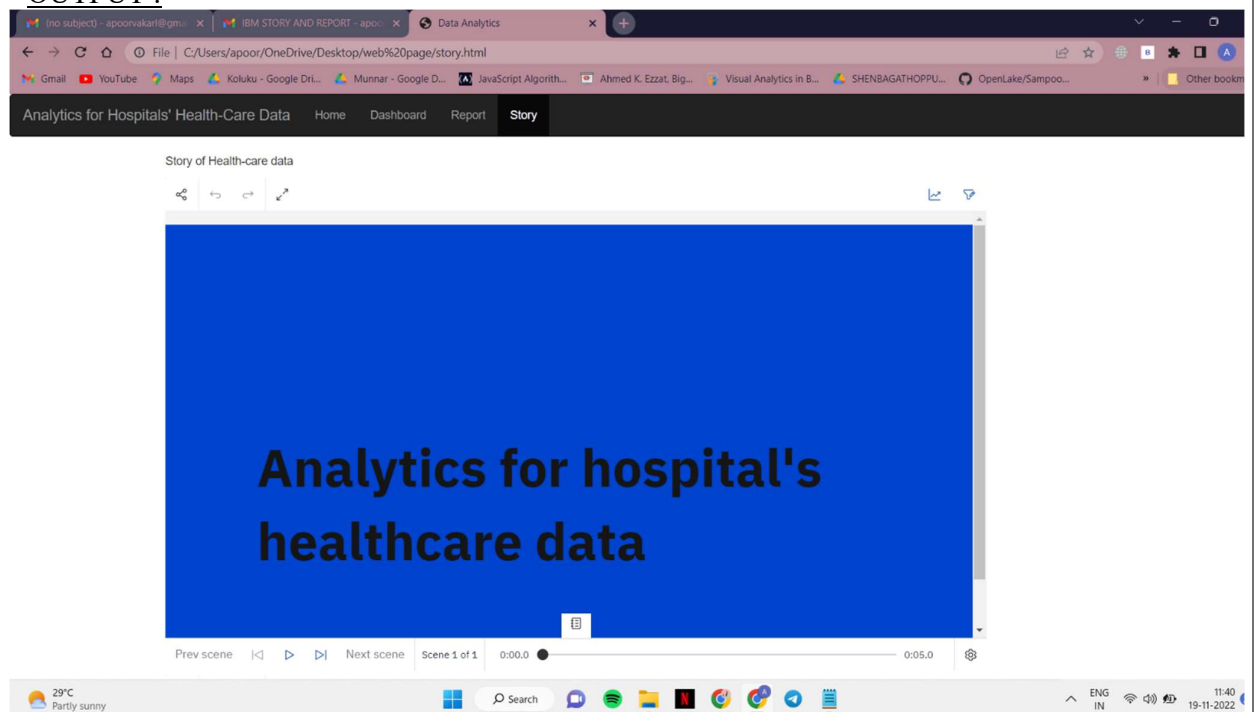 OUTPUT :
(no subject) - apoorvakarl@gm IBM STORY AND REPORT - apoo Data Analytics
File | C:/Users/apoor/OneDrive/Desktop/web%20page/story.html
Gmail YouTube Maps Koluku - Google Dri... Munnar - Google D... JavaScript Algorith... Ahmed K. Ezzat, Big... Visual Analytics in B... SHENBAGATHOPPU... OpenLake/Sampoo... » Other bookm
Analytics for Hospitals' Health-Care Data Home Dashboard Report Story
Story of Health-care data
Analytics for hospital's
healthcare data
Prev scene Next scene Scene 1 of 1 0:00.0 0:05.0
29°C
Partly sunny
Search
ENG
IN
11:40
19-11-2022